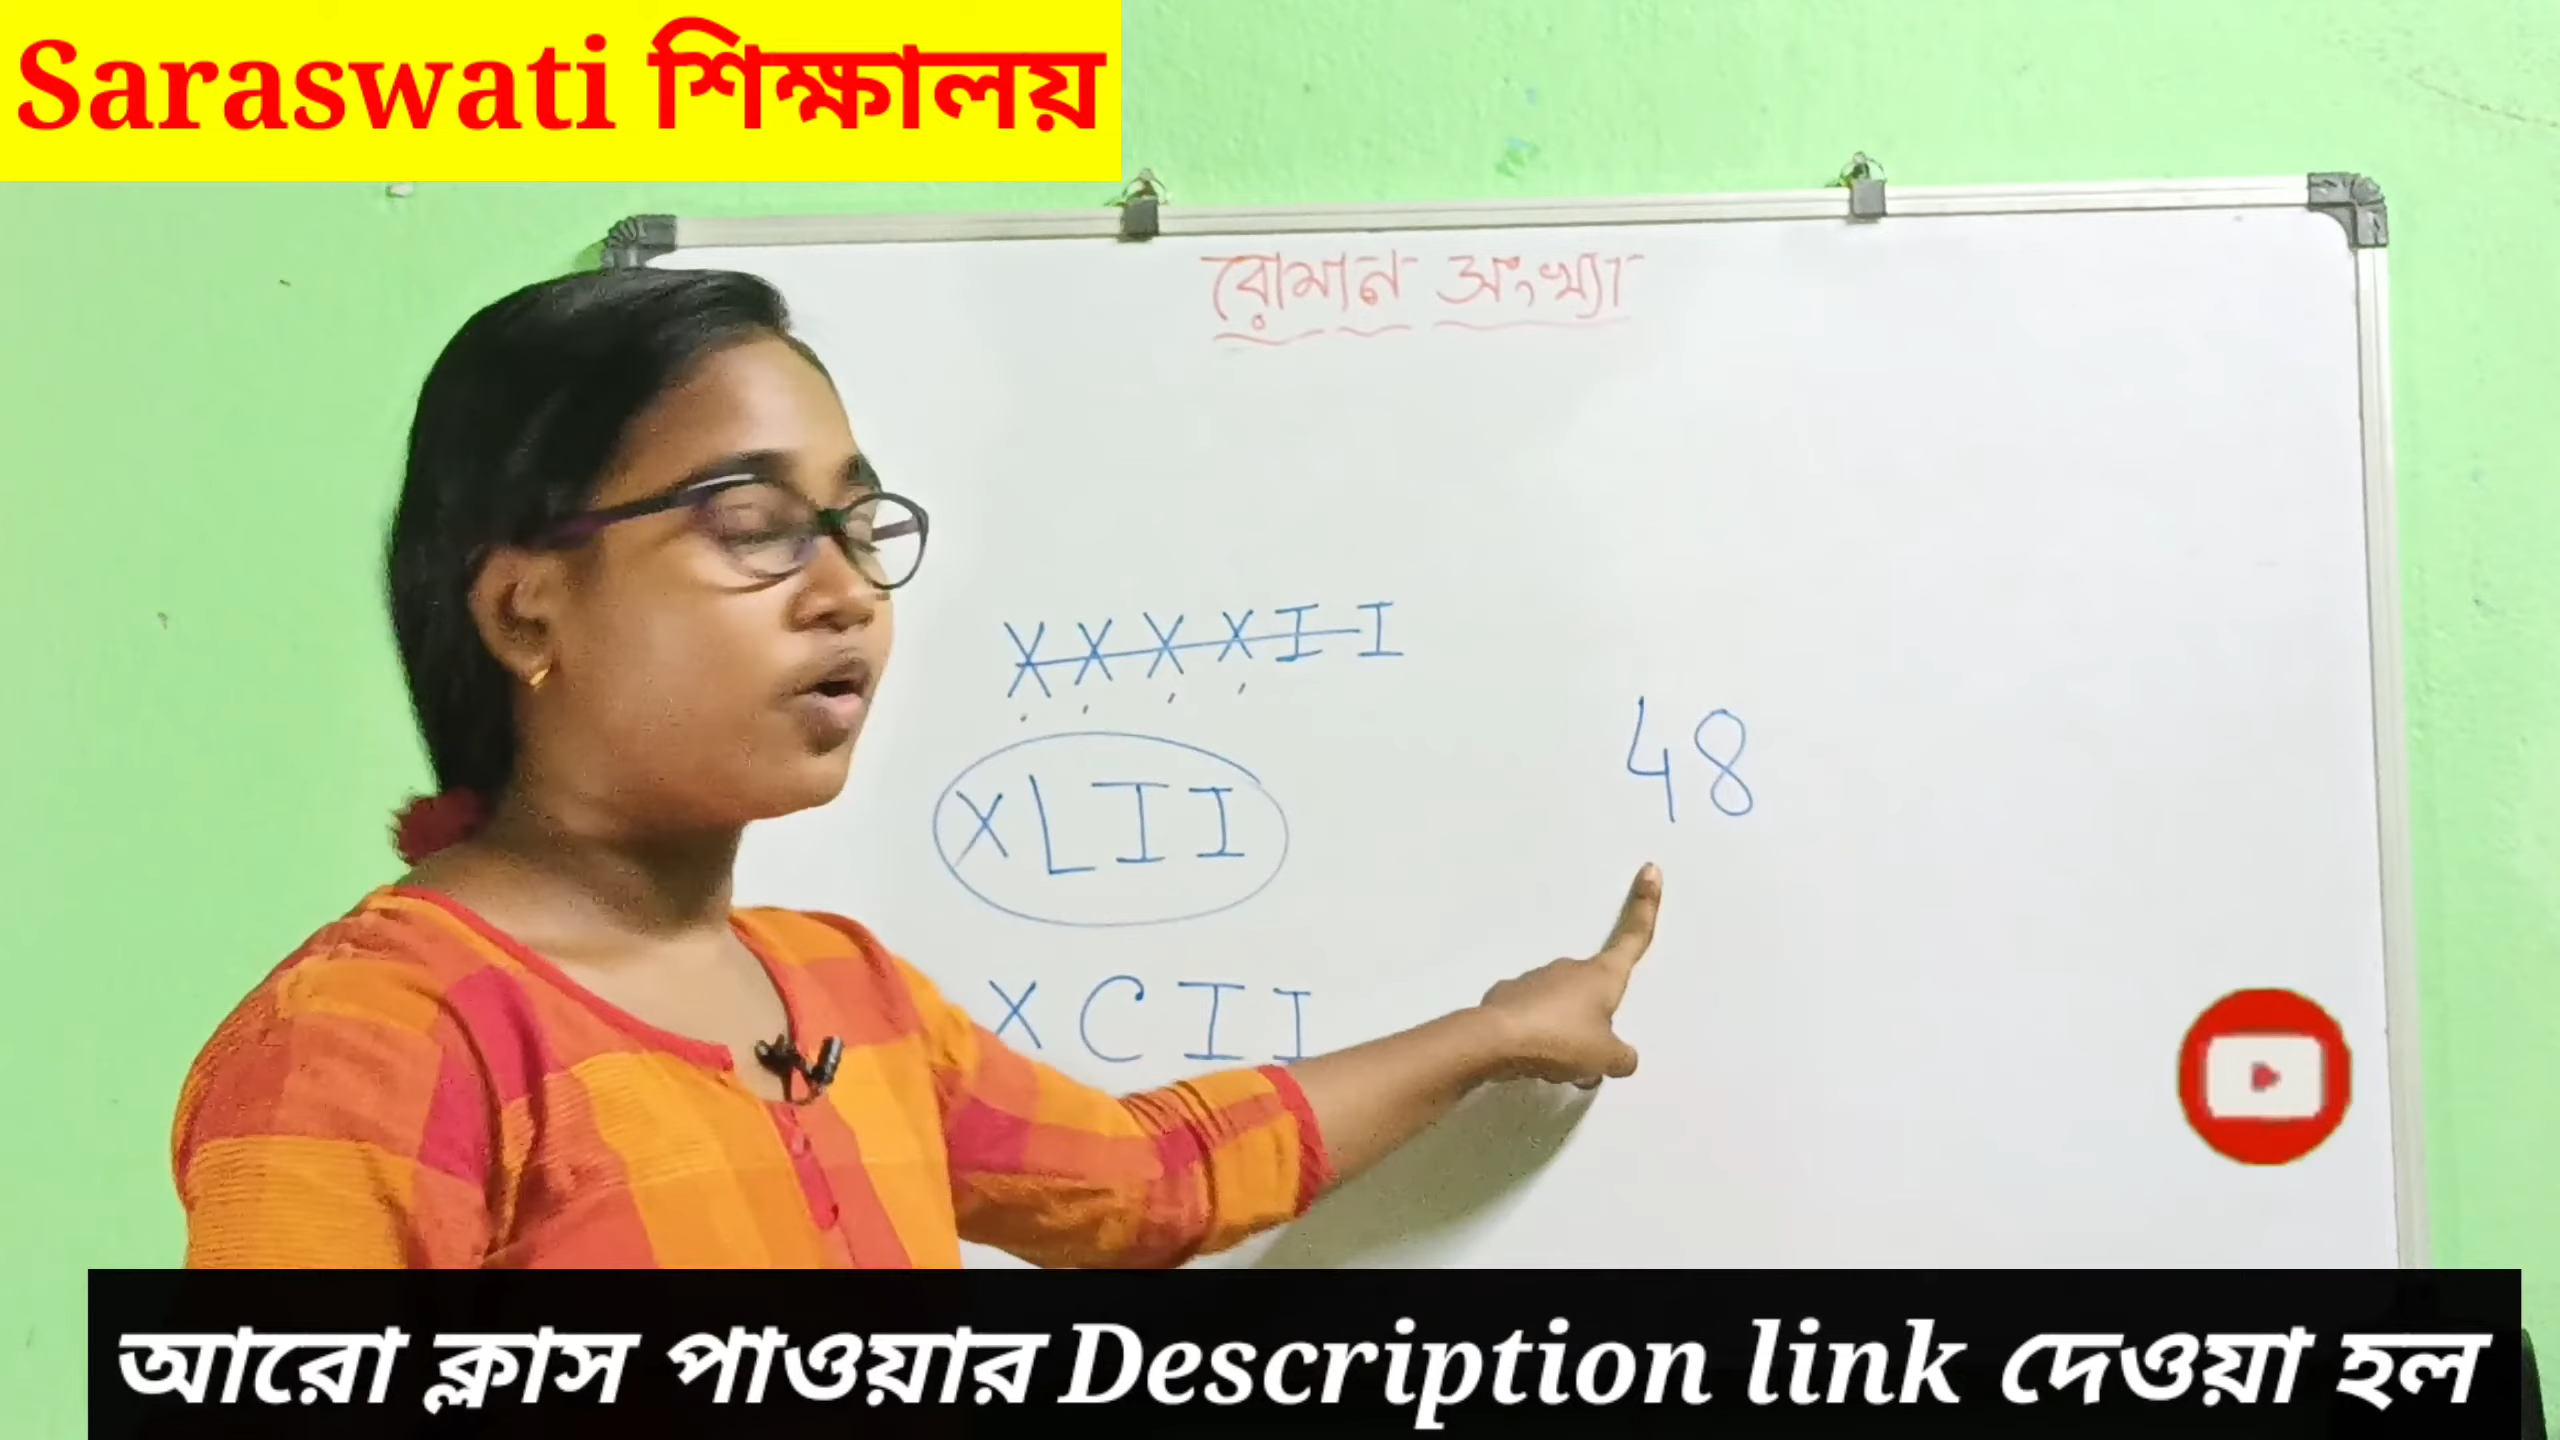 Saraswati শিক্ষালয়
রোমান সংখ্যা
XXXXII
XLII
48
XCII
আরো ক্লাস পাওয়ার Description link দেওয়া হল